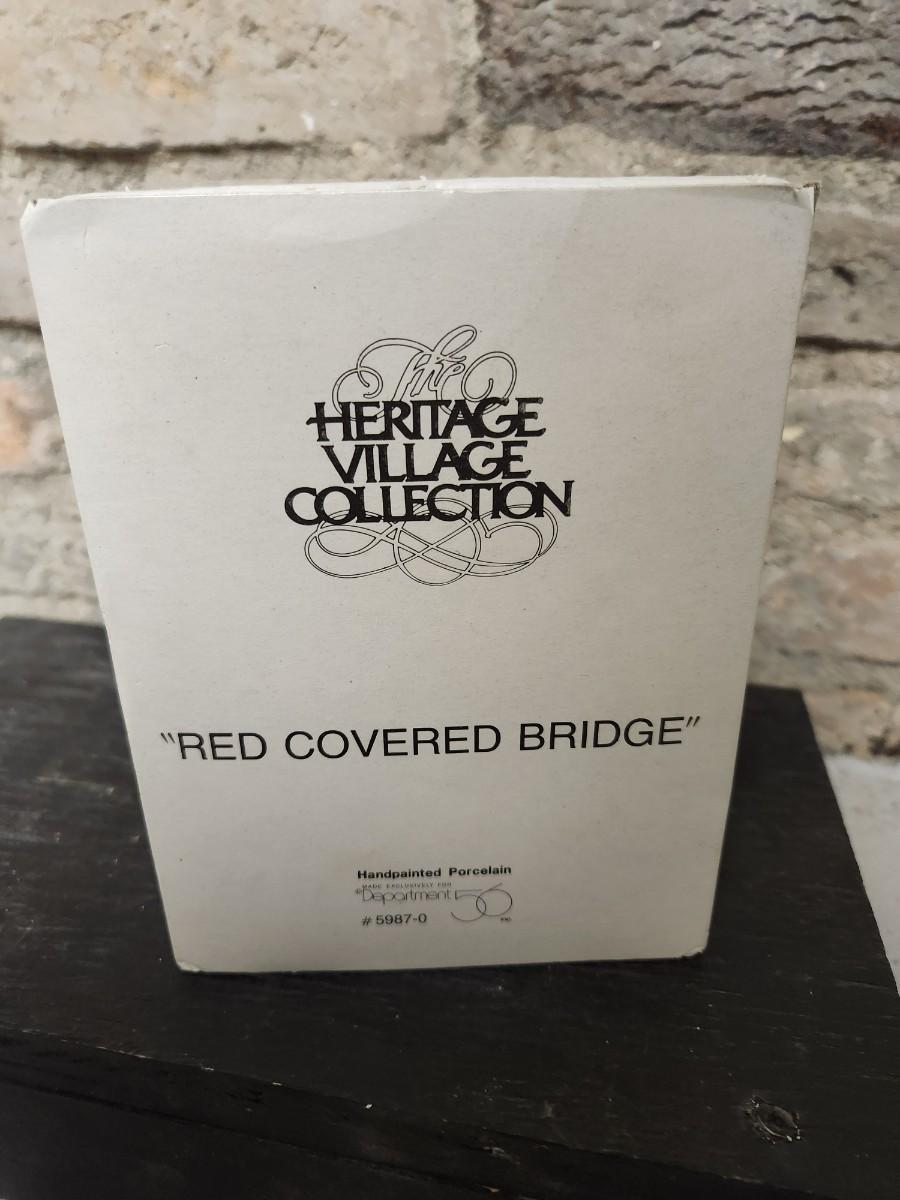 The
HERITAGE
VILLAGE
COLLECTION
"RED COVERED BRIDGE"
Handpainted Porcelain
MADE EXCLUSIVELY FOR
©Department 56
# 5987-0